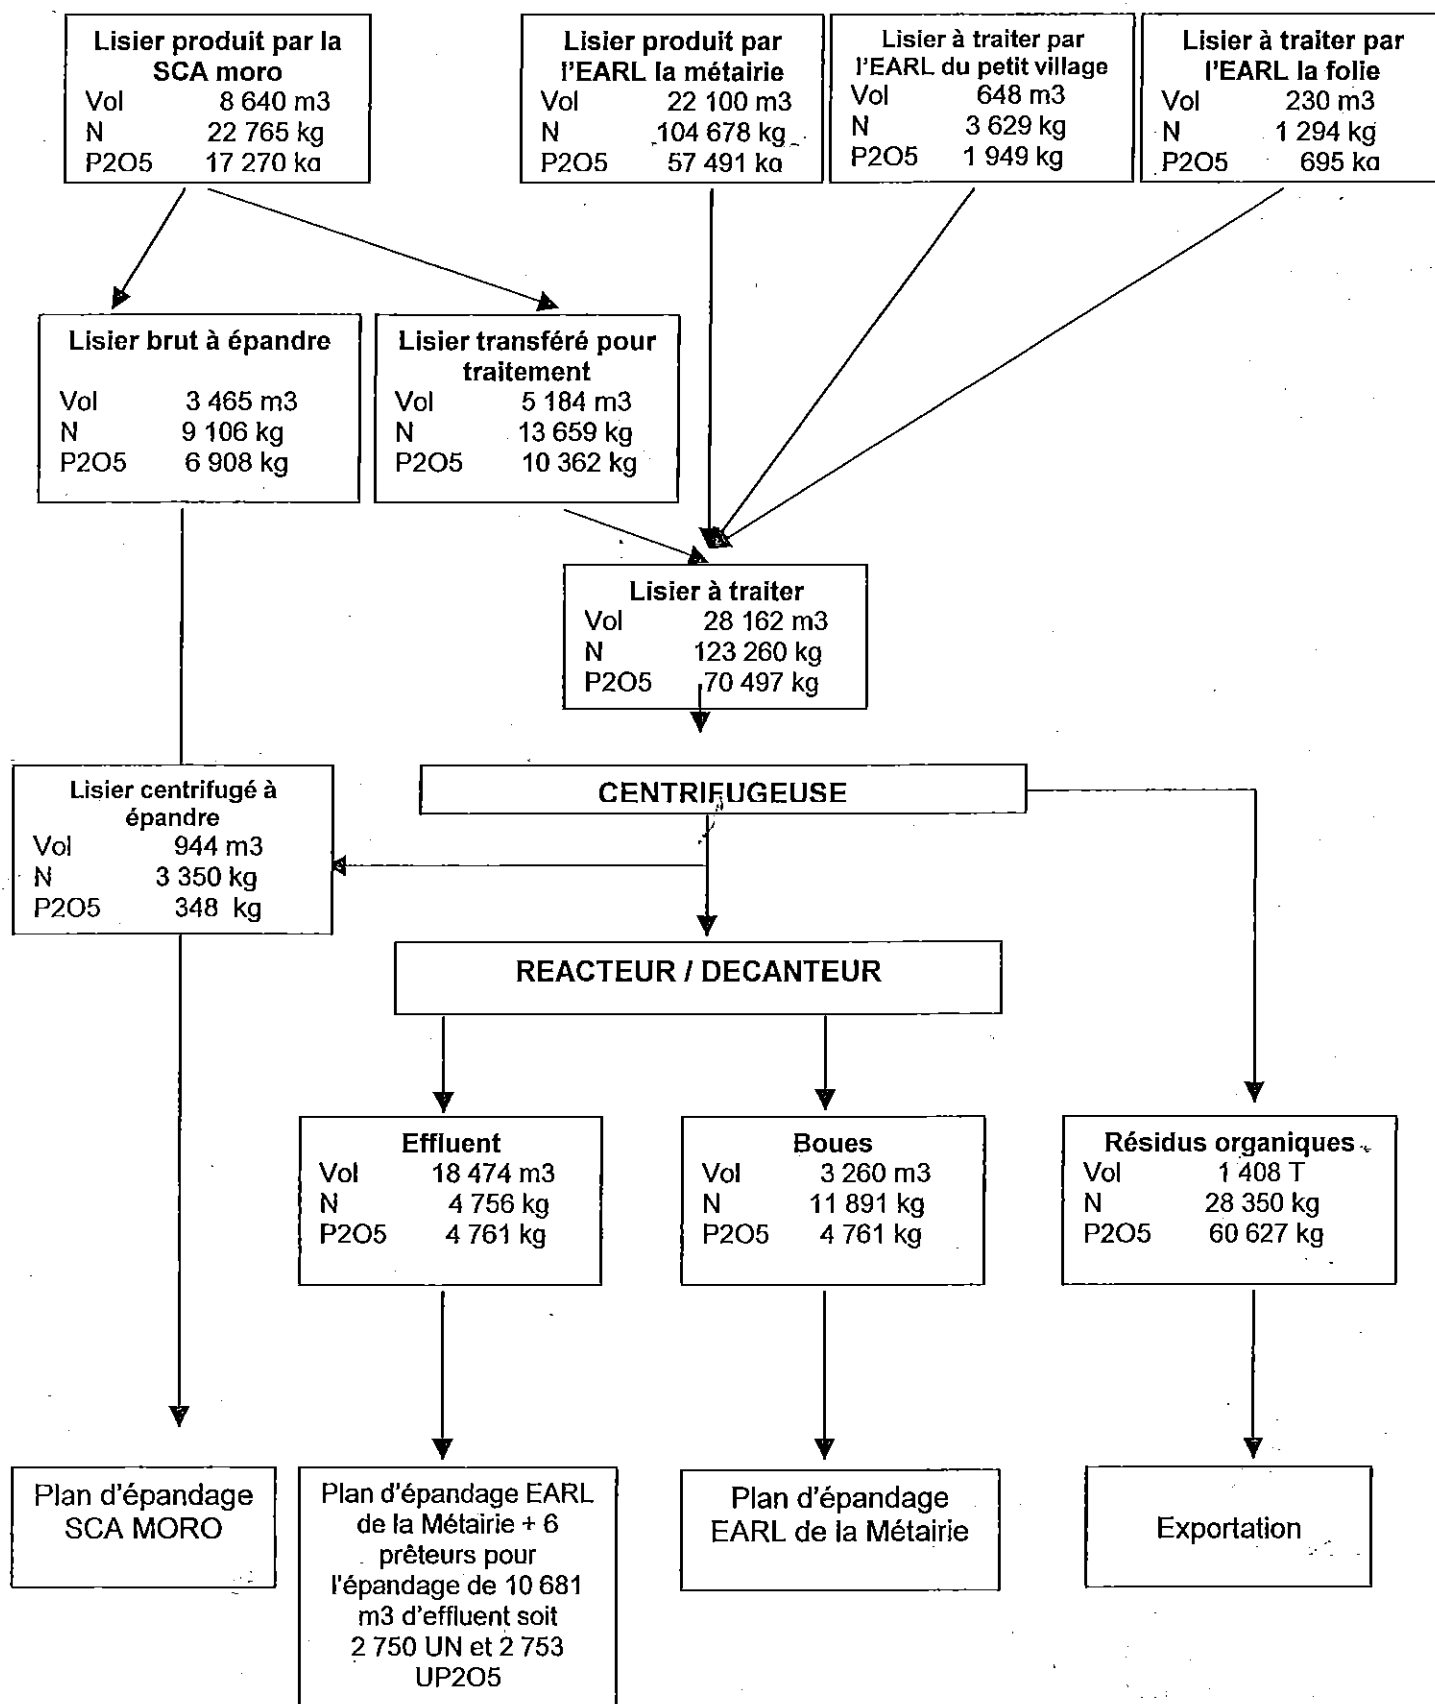 Lisier produit par la
SCA moro
Vol 8 640 m3
N 22 765 kg
P2O5 17 270 kg
Lisier produit par
l'EARL la métairie
Vol 22 100 m3
N 104 678 kg
P2O5 57 491 kg
Lisier à traiter par
l'EARL du petit village
Vol 648 m3
N 3 629 kg
P2O5 1 949 kg
Lisier à traiter par
l'EARL la folie
Vol 230 m3
N 1 294 kg
P2O5 695 kg
Lisier brut à épandre
Vol 3 465 m3
N 9 106 kg
P2O5 6 908 kg
Lisier transféré pour
traitement
Vol 5 184 m3
N 13 659 kg
P2O5 10 362 kg
Lisier à traiter
Vol 28 162 m3
N 123 260 kg
P2O5 70 497 kg
Lisier centrifugé à
épandre
Vol 944 m3
N 3 350 kg
P2O5 348 kg
CENTRIFUGEUSE
REACTEUR / DECANTEUR
Effluent
Vol 18 474 m3
N 4 756 kg
P2O5 4 761 kg
Boues
Vol 3 260 m3
N 11 891 kg
P2O5 4 761 kg
Résidus organiques
Vol 1 408 T
N 28 350 kg
P2O5 60 627 kg
Plan d'épandage
SCA MORO
Plan d'épandage EARL
de la Métairie + 6
prêteurs pour
l'épandage de 10 681
m3 d'effluent soit
2 750 UN et 2 753
UP2O5
Plan d'épandage
EARL de la Métairie
Exportation